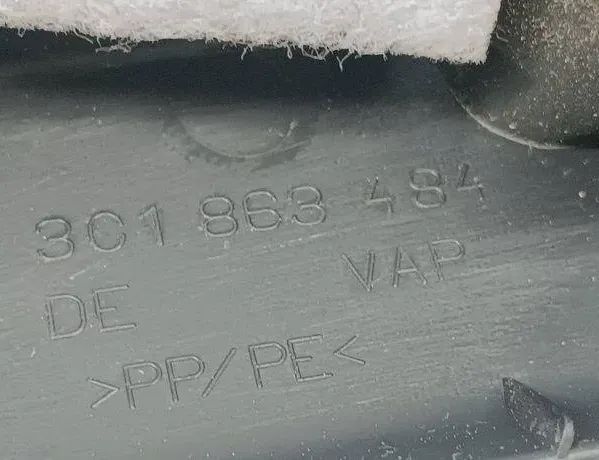 3C1 863 484
DE VAP
>PP/PE<